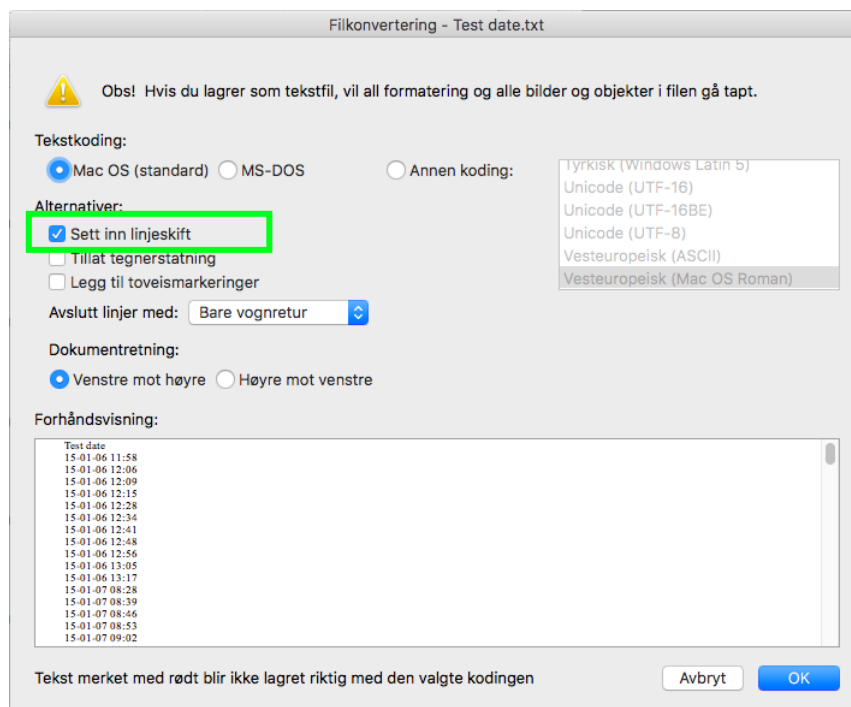 Filkonvertering - Test date.txt
Obs! Hvis du lagrer som tekstfil, vil all formatering og alle bilder og objekter i filen gå tapt.
Tekstkoding:
Mac OS (standard) MS-DOS Annen koding:
Tyrkisk (Windows Latin 5)
Unicode (UTF-16)
Unicode (UTF-16BE)
Unicode (UTF-8)
Vesteuropeisk (ASCII)
Vesteuropeisk (Mac OS Roman)
Alternativer:
Sett inn linjeskift
Tillat tegnerstatning
Legg til toveismarkeringer
Avslutt linjer med: Bare vognretur
Dokumentretning:
Venstre mot høyre Høyre mot venstre
Forhåndsvisning:
Test date
15-01-06 11:58
15-01-06 12:06
15-01-06 12:09
15-01-06 12:15
15-01-06 12:28
15-01-06 12:34
15-01-06 12:41
15-01-06 12:48
15-01-06 12:56
15-01-06 13:05
15-01-06 13:17
15-01-07 08:28
15-01-07 08:39
15-01-07 08:46
15-01-07 08:53
15-01-07 09:02
Tekst merket med rødt blir ikke lagret riktig med den valgte kodingen
Avbryt OK